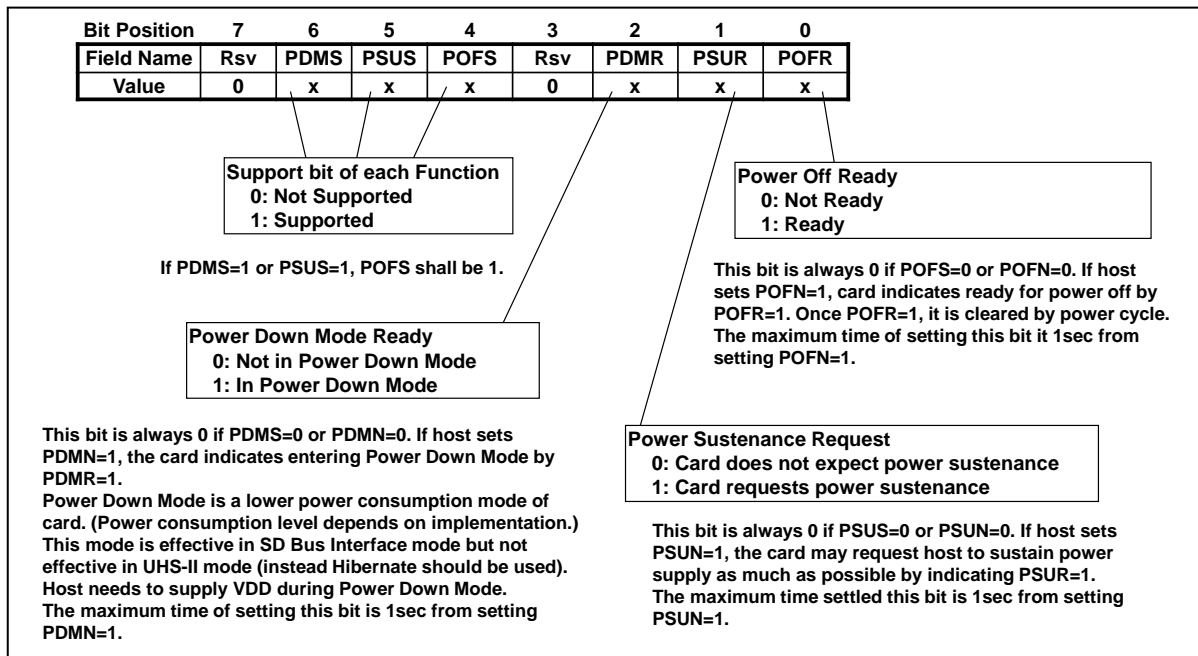 Bit Position 7 6 5 4 3 2 1 0
Field Name Rsv PDMS PSUS POFS Rsv PDMR PSUR POFR
Value 0 x x x 0 x x x
Support bit of each Function
0: Not Supported
1: Supported
If PDMS=1 or PSUS=1, POFS shall be 1.
Power Off Ready
0: Not Ready
1: Ready
This bit is always 0 if POFS=0 or POFN=0. If host
sets POFN=1, card indicates ready for power off by
POFR=1. Once POFR=1, it is cleared by power cycle.
The maximum time of setting this bit it 1sec from
setting POFN=1.
Power Down Mode Ready
0: Not in Power Down Mode
1: In Power Down Mode
This bit is always 0 if PDMS=0 or PDMN=0. If host sets
PDMN=1, the card indicates entering Power Down Mode by
PDMR=1.
Power Down Mode is a lower power consumption mode of
card. (Power consumption level depends on implementation.)
This mode is effective in SD Bus Interface mode but not
effective in UHS-II mode (instead Hibernate should be used).
Host needs to supply VDD during Power Down Mode.
The maximum time of setting this bit is 1sec from setting
PDMN=1.
Power Sustenance Request
0: Card does not expect power sustenance
1: Card requests power sustenance
This bit is always 0 if PSUS=0 or PSUN=0. If host sets
PSUN=1, the card may request host to sustain power
supply as much as possible by indicating PSUR=1.
The maximum time settled this bit is 1sec from setting
PSUN=1.